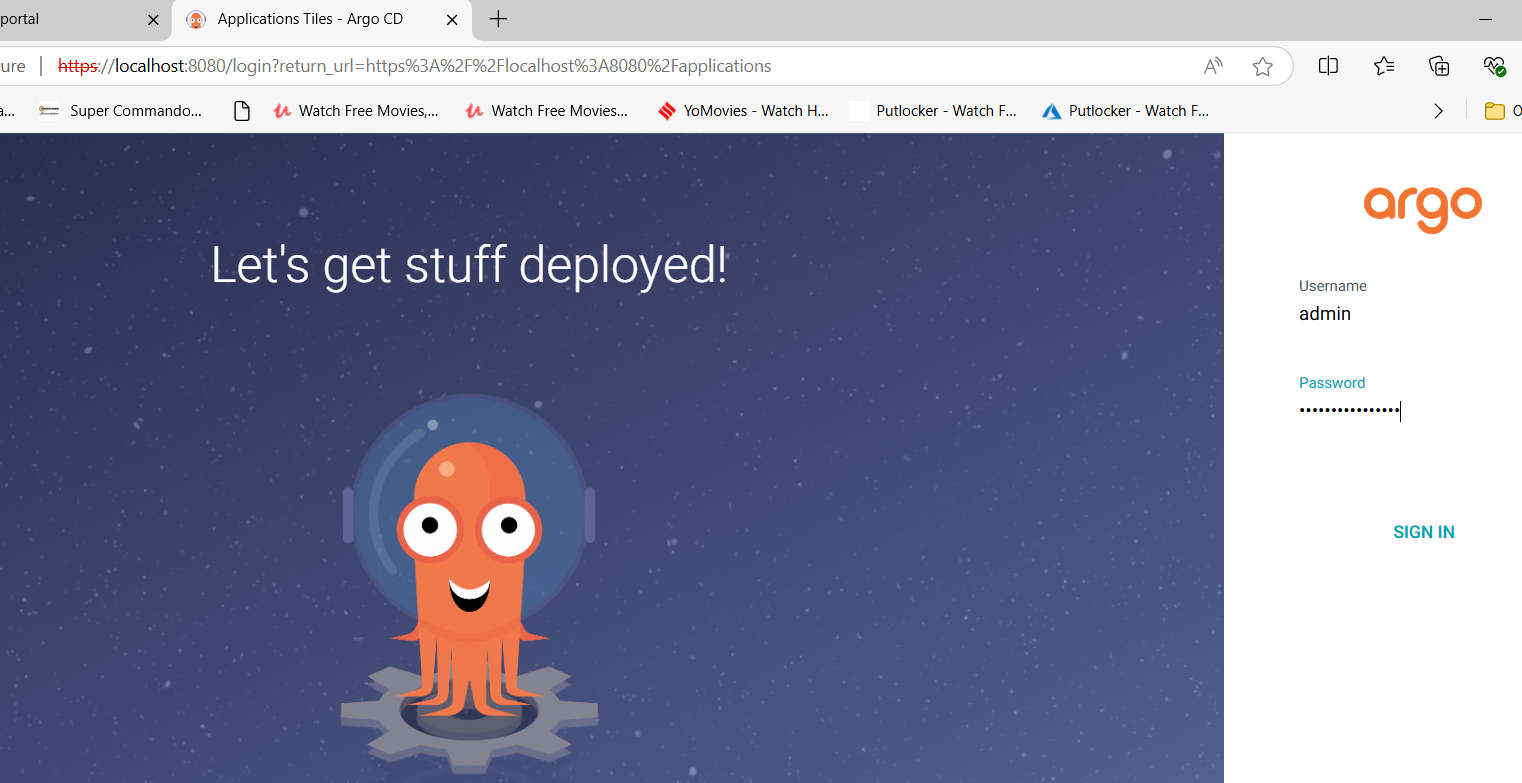 portal
Applications Tiles - Argo CD
ure
https://localhost:8080/login?return_url=https%3A%2F%2Flocalhost%3A8080%2Fapplications
a...
Super Commando...
Watch Free Movies,...
Watch Free Movies...
YoMovies - Watch H...
Putlocker - Watch F...
Putlocker - Watch F...
O
argo
Let's get stuff deployed!
Username
admin
Password
••••••••••••••••
SIGN IN